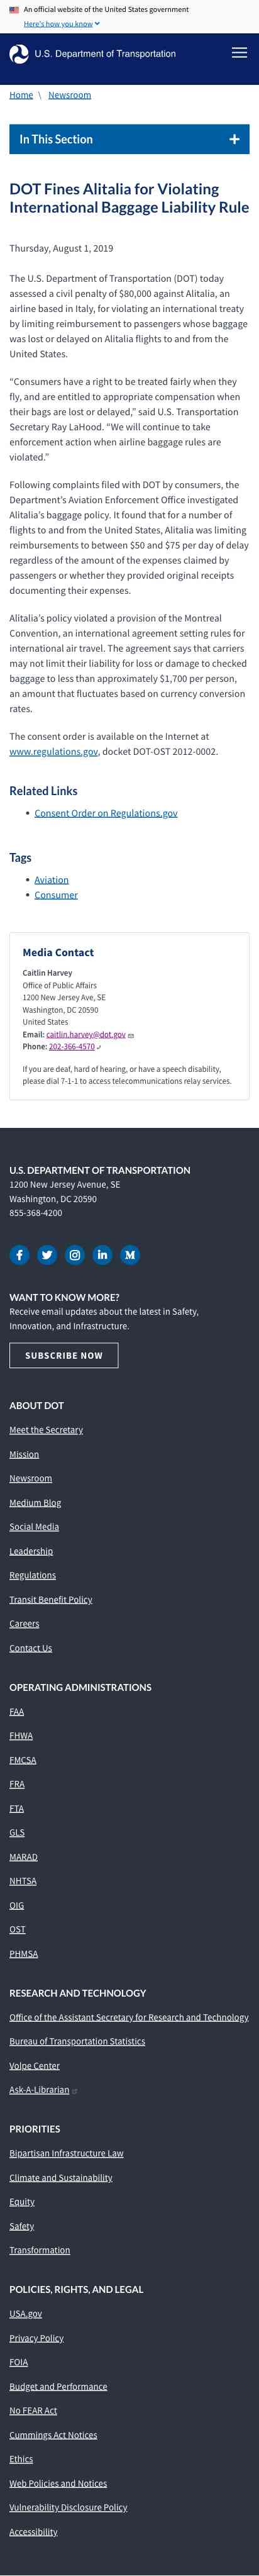 An official website of the United States government
Here's how you know
U.S. Department of Transportation
Home \ Newsroom
In This Section
DOT Fines Alitalia for Violating
International Baggage Liability Rule
Thursday, August 1, 2019
The U.S. Department of Transportation (DOT) today
assessed a civil penalty of $80,000 against Alitalia, an
airline based in Italy, for violating an international treaty
by limiting reimbursement to passengers whose baggage
was lost or delayed on Alitalia flights to and from the
United States.
“Consumers have a right to be treated fairly when they
fly, and are entitled to appropriate compensation when
their bags are lost or delayed,” said U.S. Transportation
Secretary Ray LaHood. “We will continue to take
enforcement action when airline baggage rules are
violated.”
Following complaints filed with DOT by consumers, the
Department’s Aviation Enforcement Office investigated
Alitalia’s baggage policy. It found that for a number of
flights to and from the United States, Alitalia was limiting
reimbursements to between $50 and $75 per day of delay
regardless of the amount of the expenses claimed by
passengers or whether they provided original receipts
documenting their expenses.
Alitalia’s policy violated a provision of the Montreal
Convention, an international agreement setting rules for
international air travel. The agreement says that carriers
may not limit their liability for loss or damage to checked
baggage to less than approximately $1,700 per person,
an amount that fluctuates based on currency conversion
rates.
The consent order is available on the Internet at
www.regulations.gov, docket DOT-OST 2012-0002.
Related Links
Consent Order on Regulations.gov
Tags
Aviation
Consumer
Media Contact
Caitlin Harvey
Office of Public Affairs
1200 New Jersey Ave, SE
Washington, DC 20590
United States
Email: caitlin.harvey@dot.gov
Phone: 202-366-4570
If you are deaf, hard of hearing, or have a speech disability,
please dial 7-1-1 to access telecommunications relay services.
U.S. DEPARTMENT OF TRANSPORTATION
1200 New Jersey Avenue, SE
Washington, DC 20590
855-368-4200
WANT TO KNOW MORE?
Receive email updates about the latest in Safety,
Innovation, and Infrastructure.
SUBSCRIBE NOW
ABOUT DOT
Meet the Secretary
Mission
Newsroom
Medium Blog
Social Media
Leadership
Regulations
Transit Benefit Policy
Careers
Contact Us
OPERATING ADMINISTRATIONS
FAA
FHWA
FMCSA
FRA
FTA
GLS
MARAD
NHTSA
OIG
OST
PHMSA
RESEARCH AND TECHNOLOGY
Office of the Assistant Secretary for Research and Technology
Bureau of Transportation Statistics
Volpe Center
Ask-A-Librarian
PRIORITIES
Bipartisan Infrastructure Law
Climate and Sustainability
Equity
Safety
Transformation
POLICIES, RIGHTS, AND LEGAL
USA.gov
Privacy Policy
FOIA
Budget and Performance
No FEAR Act
Cummings Act Notices
Ethics
Web Policies and Notices
Vulnerability Disclosure Policy
Accessibility